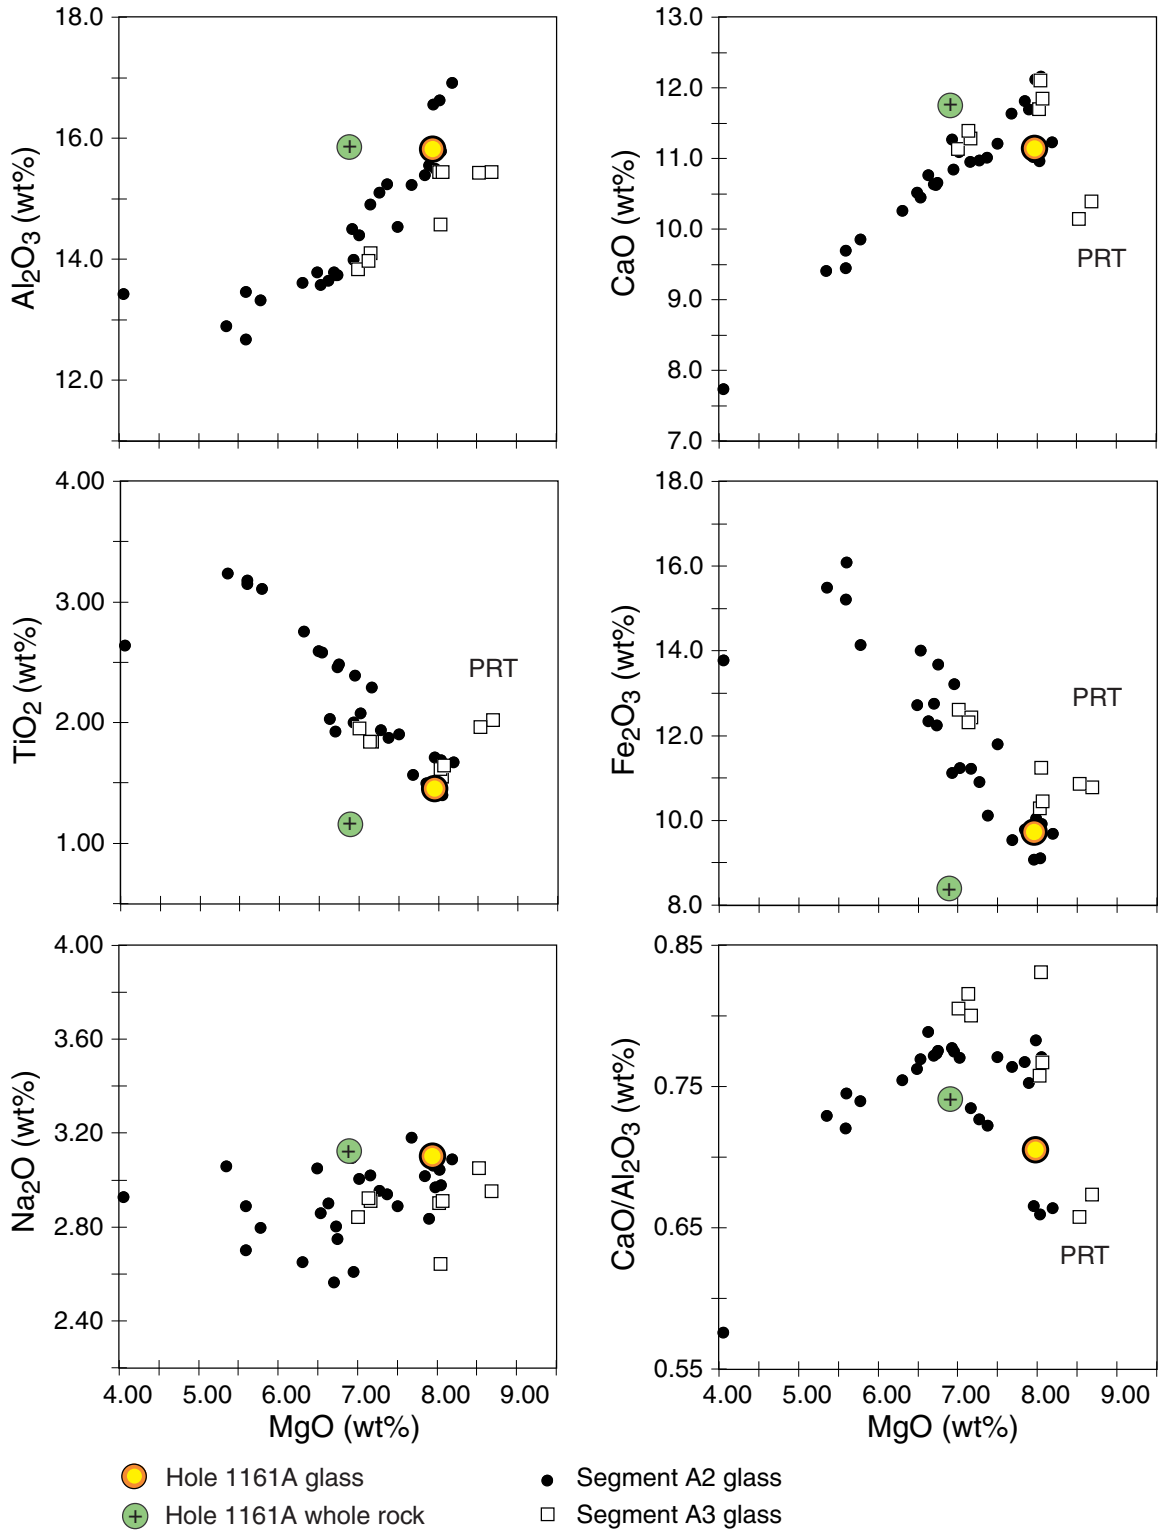 18.0
16.0
14.0
12.0
Al2O3 (wt%)
13.0
12.0
11.0
10.0
9.0
8.0
7.0
CaO (wt%)
PRT
4.00
3.00
2.00
1.00
TiO2 (wt%)
PRT
18.0
16.0
14.0
12.0
10.0
8.0
Fe2O3 (wt%)
PRT
4.00
3.60
3.20
2.80
2.40
Na2O (wt%)
4.00 5.00 6.00 7.00 8.00 9.00
MgO (wt%)
0.85
0.75
0.65
0.55
CaO/Al2O3 (wt%)
PRT
4.00 5.00 6.00 7.00 8.00 9.00
MgO (wt%)
Hole 1161A glass
Segment A2 glass
Hole 1161A whole rock
Segment A3 glass